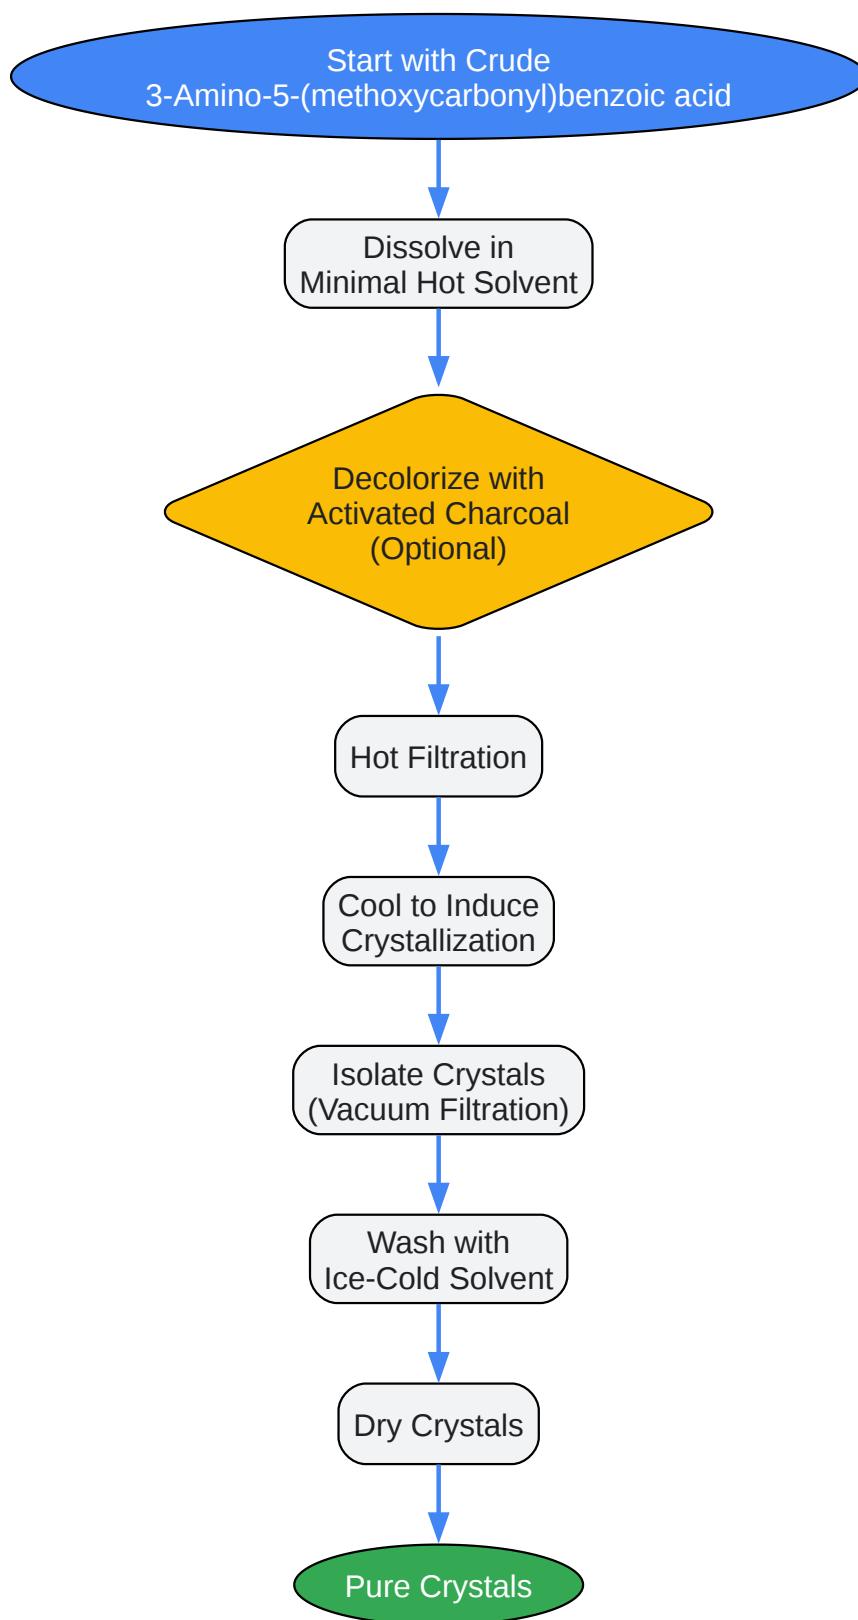 Start with Crude
3-Amino-5-(methoxycarbonyl)benzoic acid
Dissolve in
Minimal Hot Solvent
Decolorize with
Activated Charcoal
(Optional)
Hot Filtration
Cool to Induce
Crystallization
Isolate Crystals
(Vacuum Filtration)
Wash with
Ice-Cold Solvent
Dry Crystals
Pure Crystals